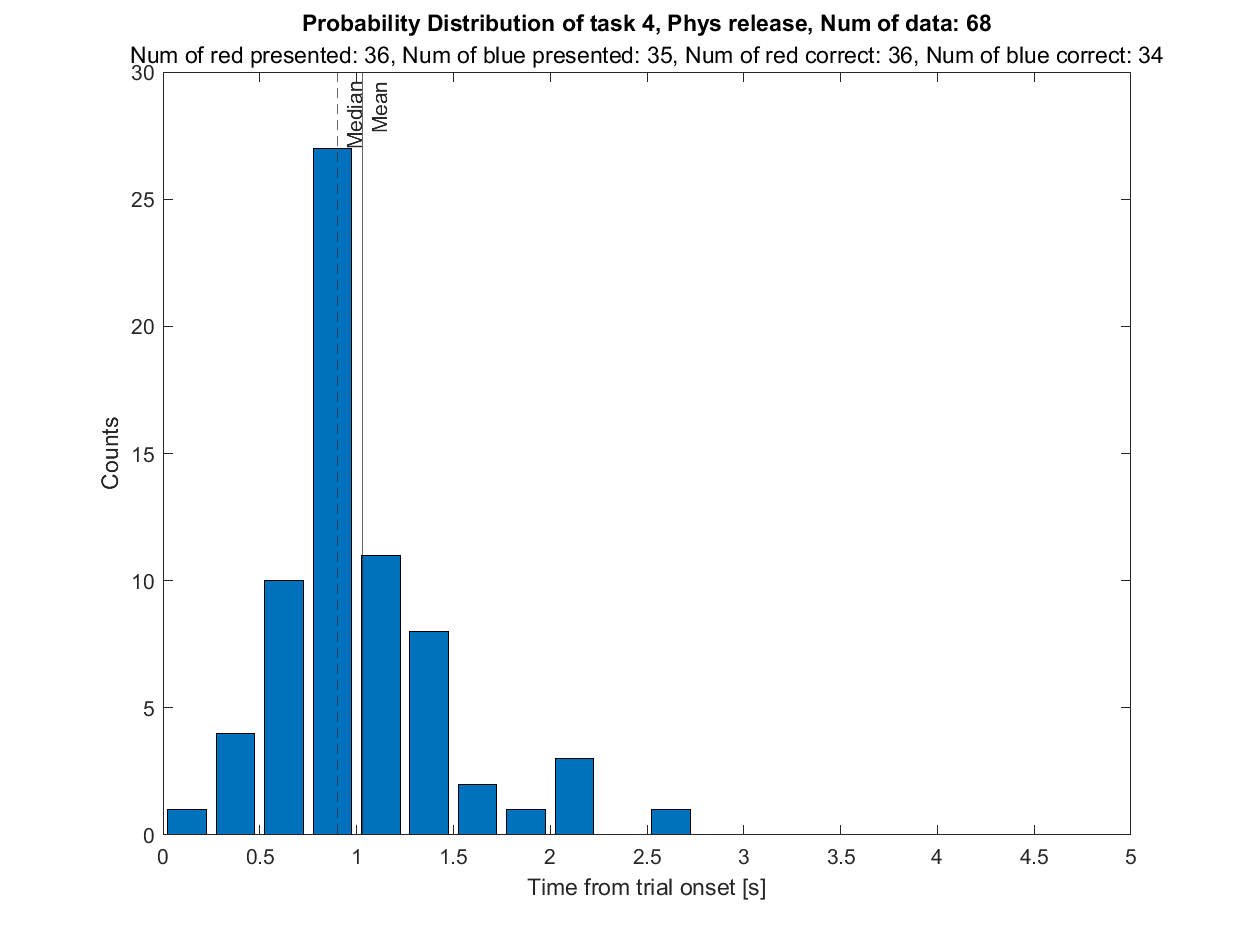 Probability Distribution of task 4, Phys release, Num of data: 68
Num of red presented: 36, Num of blue presented: 35, Num of red correct: 36, Num of blue correct: 34
30
25
20
15
10
5
0
Counts
Median
Mean
0 0.5 1 1.5 2 2.5 3 3.5 4 4.5 5
Time from trial onset [s]